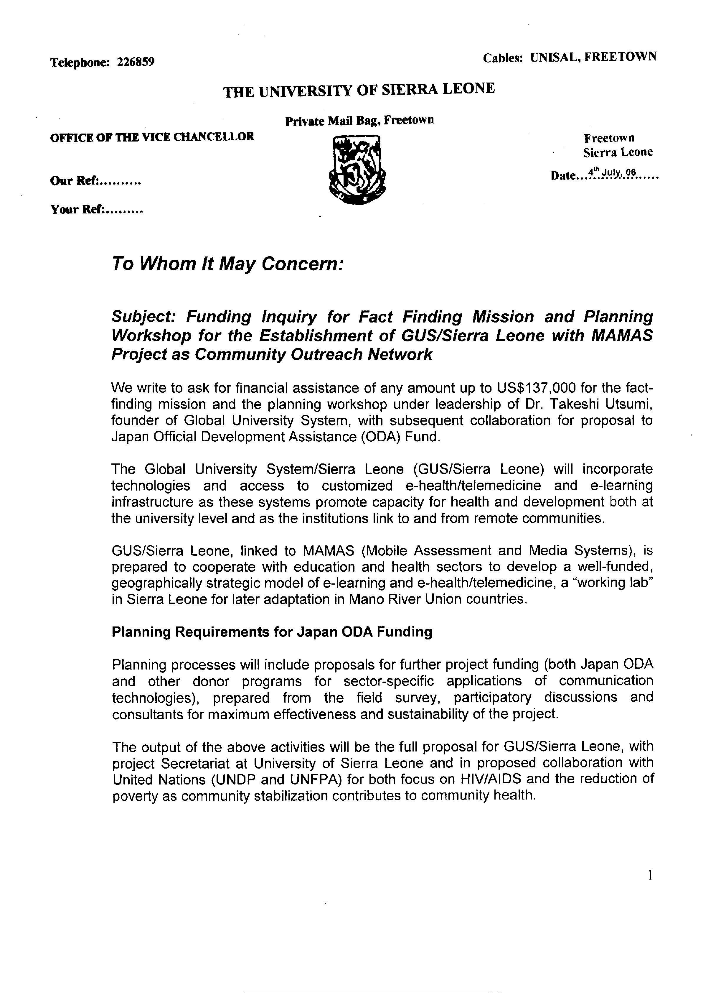 Telephone: 226859
Cables: UNISAL, FREETOWN
THE UNIVERSITY OF SIERRA LEONE
Private Mail Bag, Freetown
OFFICE OF THE VICE CHANCELLOR
Freetown
Sierra Leone
Date...4th July, 06......
Our Ref:..........
Your Ref:.........
To Whom It May Concern:
Subject: Funding Inquiry for Fact Finding Mission and Planning
Workshop for the Establishment of GUS/Sierra Leone with MAMAS
Project as Community Outreach Network
We write to ask for financial assistance of any amount up to US$137,000 for the fact-
finding mission and the planning workshop under leadership of Dr. Takeshi Utsumi,
founder of Global University System, with subsequent collaboration for proposal to
Japan Official Development Assistance (ODA) Fund.
The Global University System/Sierra Leone (GUS/Sierra Leone) will incorporate
technologies and access to customized e-health/telemedicine and e-learning
infrastructure as these systems promote capacity for health and development both at
the university level and as the institutions link to and from remote communities.
GUS/Sierra Leone, linked to MAMAS (Mobile Assessment and Media Systems), is
prepared to cooperate with education and health sectors to develop a well-funded,
geographically strategic model of e-learning and e-health/telemedicine, a “working lab”
in Sierra Leone for later adaptation in Mano River Union countries.
Planning Requirements for Japan ODA Funding
Planning processes will include proposals for further project funding (both Japan ODA
and other donor programs for sector-specific applications of communication
technologies), prepared from the field survey, participatory discussions and
consultants for maximum effectiveness and sustainability of the project.
The output of the above activities will be the full proposal for GUS/Sierra Leone, with
project Secretariat at University of Sierra Leone and in proposed collaboration with
United Nations (UNDP and UNFPA) for both focus on HIV/AIDS and the reduction of
poverty as community stabilization contributes to community health.
1